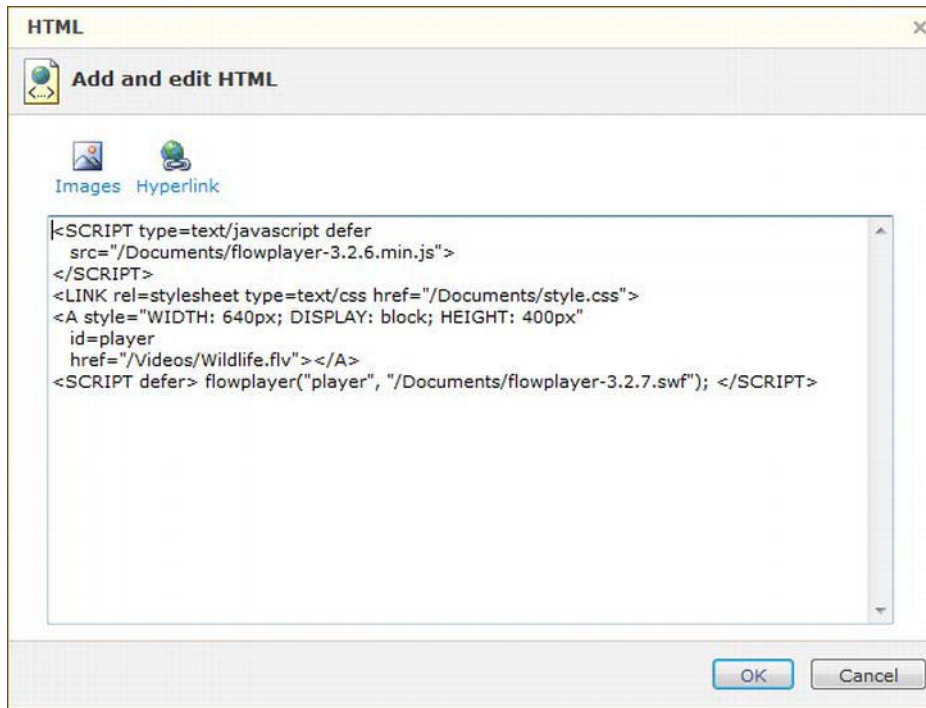 HTML
Add and edit HTML
Images Hyperlink
<SCRIPT type=text/javascript defer
src="/Documents/flowplayer-3.2.6.min.js">
</SCRIPT>
<LINK rel=stylesheet type=text/css href="/Documents/style.css">
<A style="WIDTH: 640px; DISPLAY: block; HEIGHT: 400px"
id=player
href="/Videos/Wildlife.flv"></A>
<SCRIPT defer> flowplayer("player", "/Documents/flowplayer-3.2.7.swf"); </SCRIPT>
OK Cancel